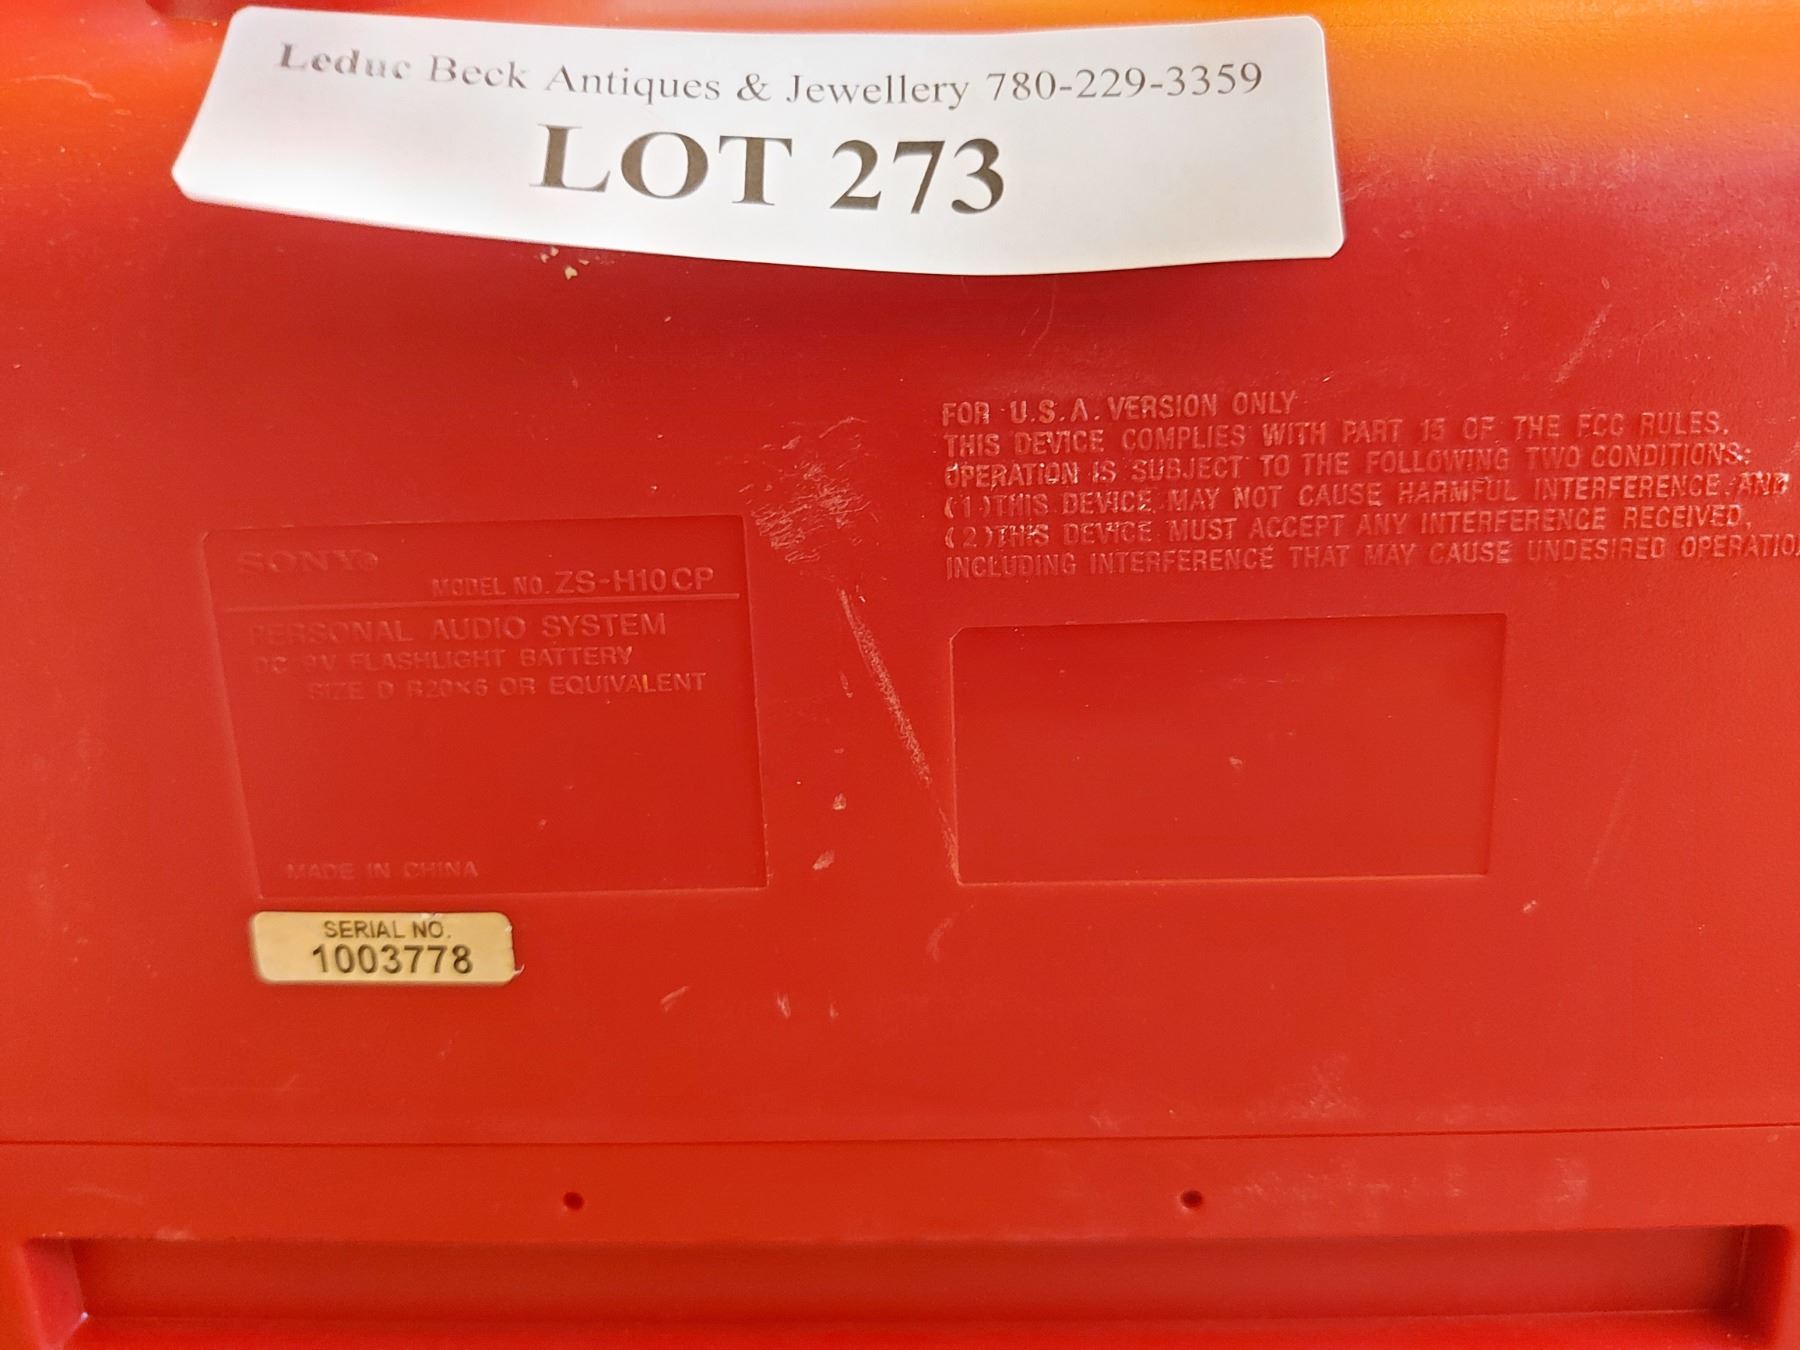 Leduc Beck Antiques & Jewellery 780-229-3359
LOT 273
SONY®
MODEL NO. ZS-H10CP
PERSONAL AUDIO SYSTEM
DC 9V FLASHLIGHT BATTERY
SIZE D R20×6 OR EQUIVALENT
MADE IN CHINA
SERIAL NO.
1003778
FOR U.S.A. VERSION ONLY
THIS DEVICE COMPLIES WITH PART 15 OF THE FCC RULES.
OPERATION IS SUBJECT TO THE FOLLOWING TWO CONDITIONS:
(1)THIS DEVICE MAY NOT CAUSE HARMFUL INTERFERENCE, AND
(2)THIS DEVICE MUST ACCEPT ANY INTERFERENCE RECEIVED,
INCLUDING INTERFERENCE THAT MAY CAUSE UNDESIRED OPERATIO